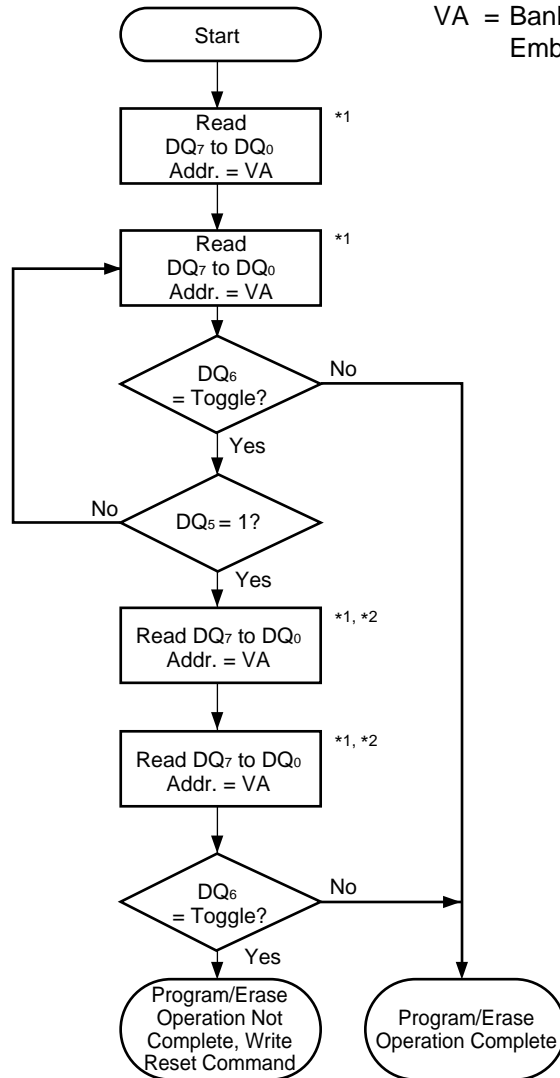 VA = Bank
Emb
Start
Read
DQ7 to DQ0
Addr. = VA
*1
Read
DQ7 to DQ0
Addr. = VA
*1
DQ6
= Toggle?
No
Yes
No
DQ5 = 1?
Yes
Read DQ7 to DQ0
Addr. = VA
*1, *2
Read DQ7 to DQ0
Addr. = VA
*1, *2
DQ6
= Toggle?
No
Yes
Program/Erase
Operation Not
Complete, Write
Reset Command
Program/Erase
Operation Complete